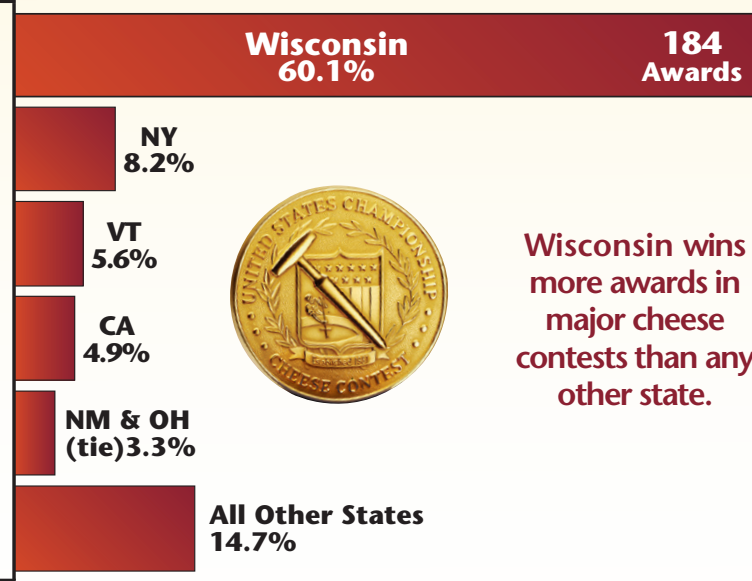 Wisconsin
60.1%
184
Awards
NY
8.2%
VT
5.6%
CA
4.9%
NM & OH
(tie)3.3%
All Other States
14.7%
UNITED STATES CHAMPIONSHIP
CHEESE CONTEST
Wisconsin wins
more awards in
major cheese
contests than any
other state.